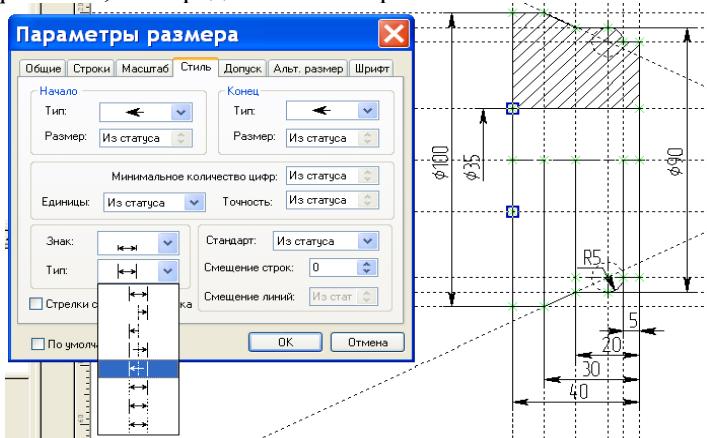 Параметры размера
Общие Строки Масштаб Стиль Допуск Альт. размер Шрифт
Начало
Тип:
Размер: Из статуса
Конец
Тип:
Размер: Из статуса
Минимальное количество цифр: Из статуса
Единицы: Из статуса
Точность: Из статуса
Знак:
Тип:
Стандарт: Из статуса
Смещение строк: 0
Смещение линий: Из стат
Стрелки
По умолч
OK Отмена
ϕ100
ϕ35
ϕ90
R5
5
20
30
40